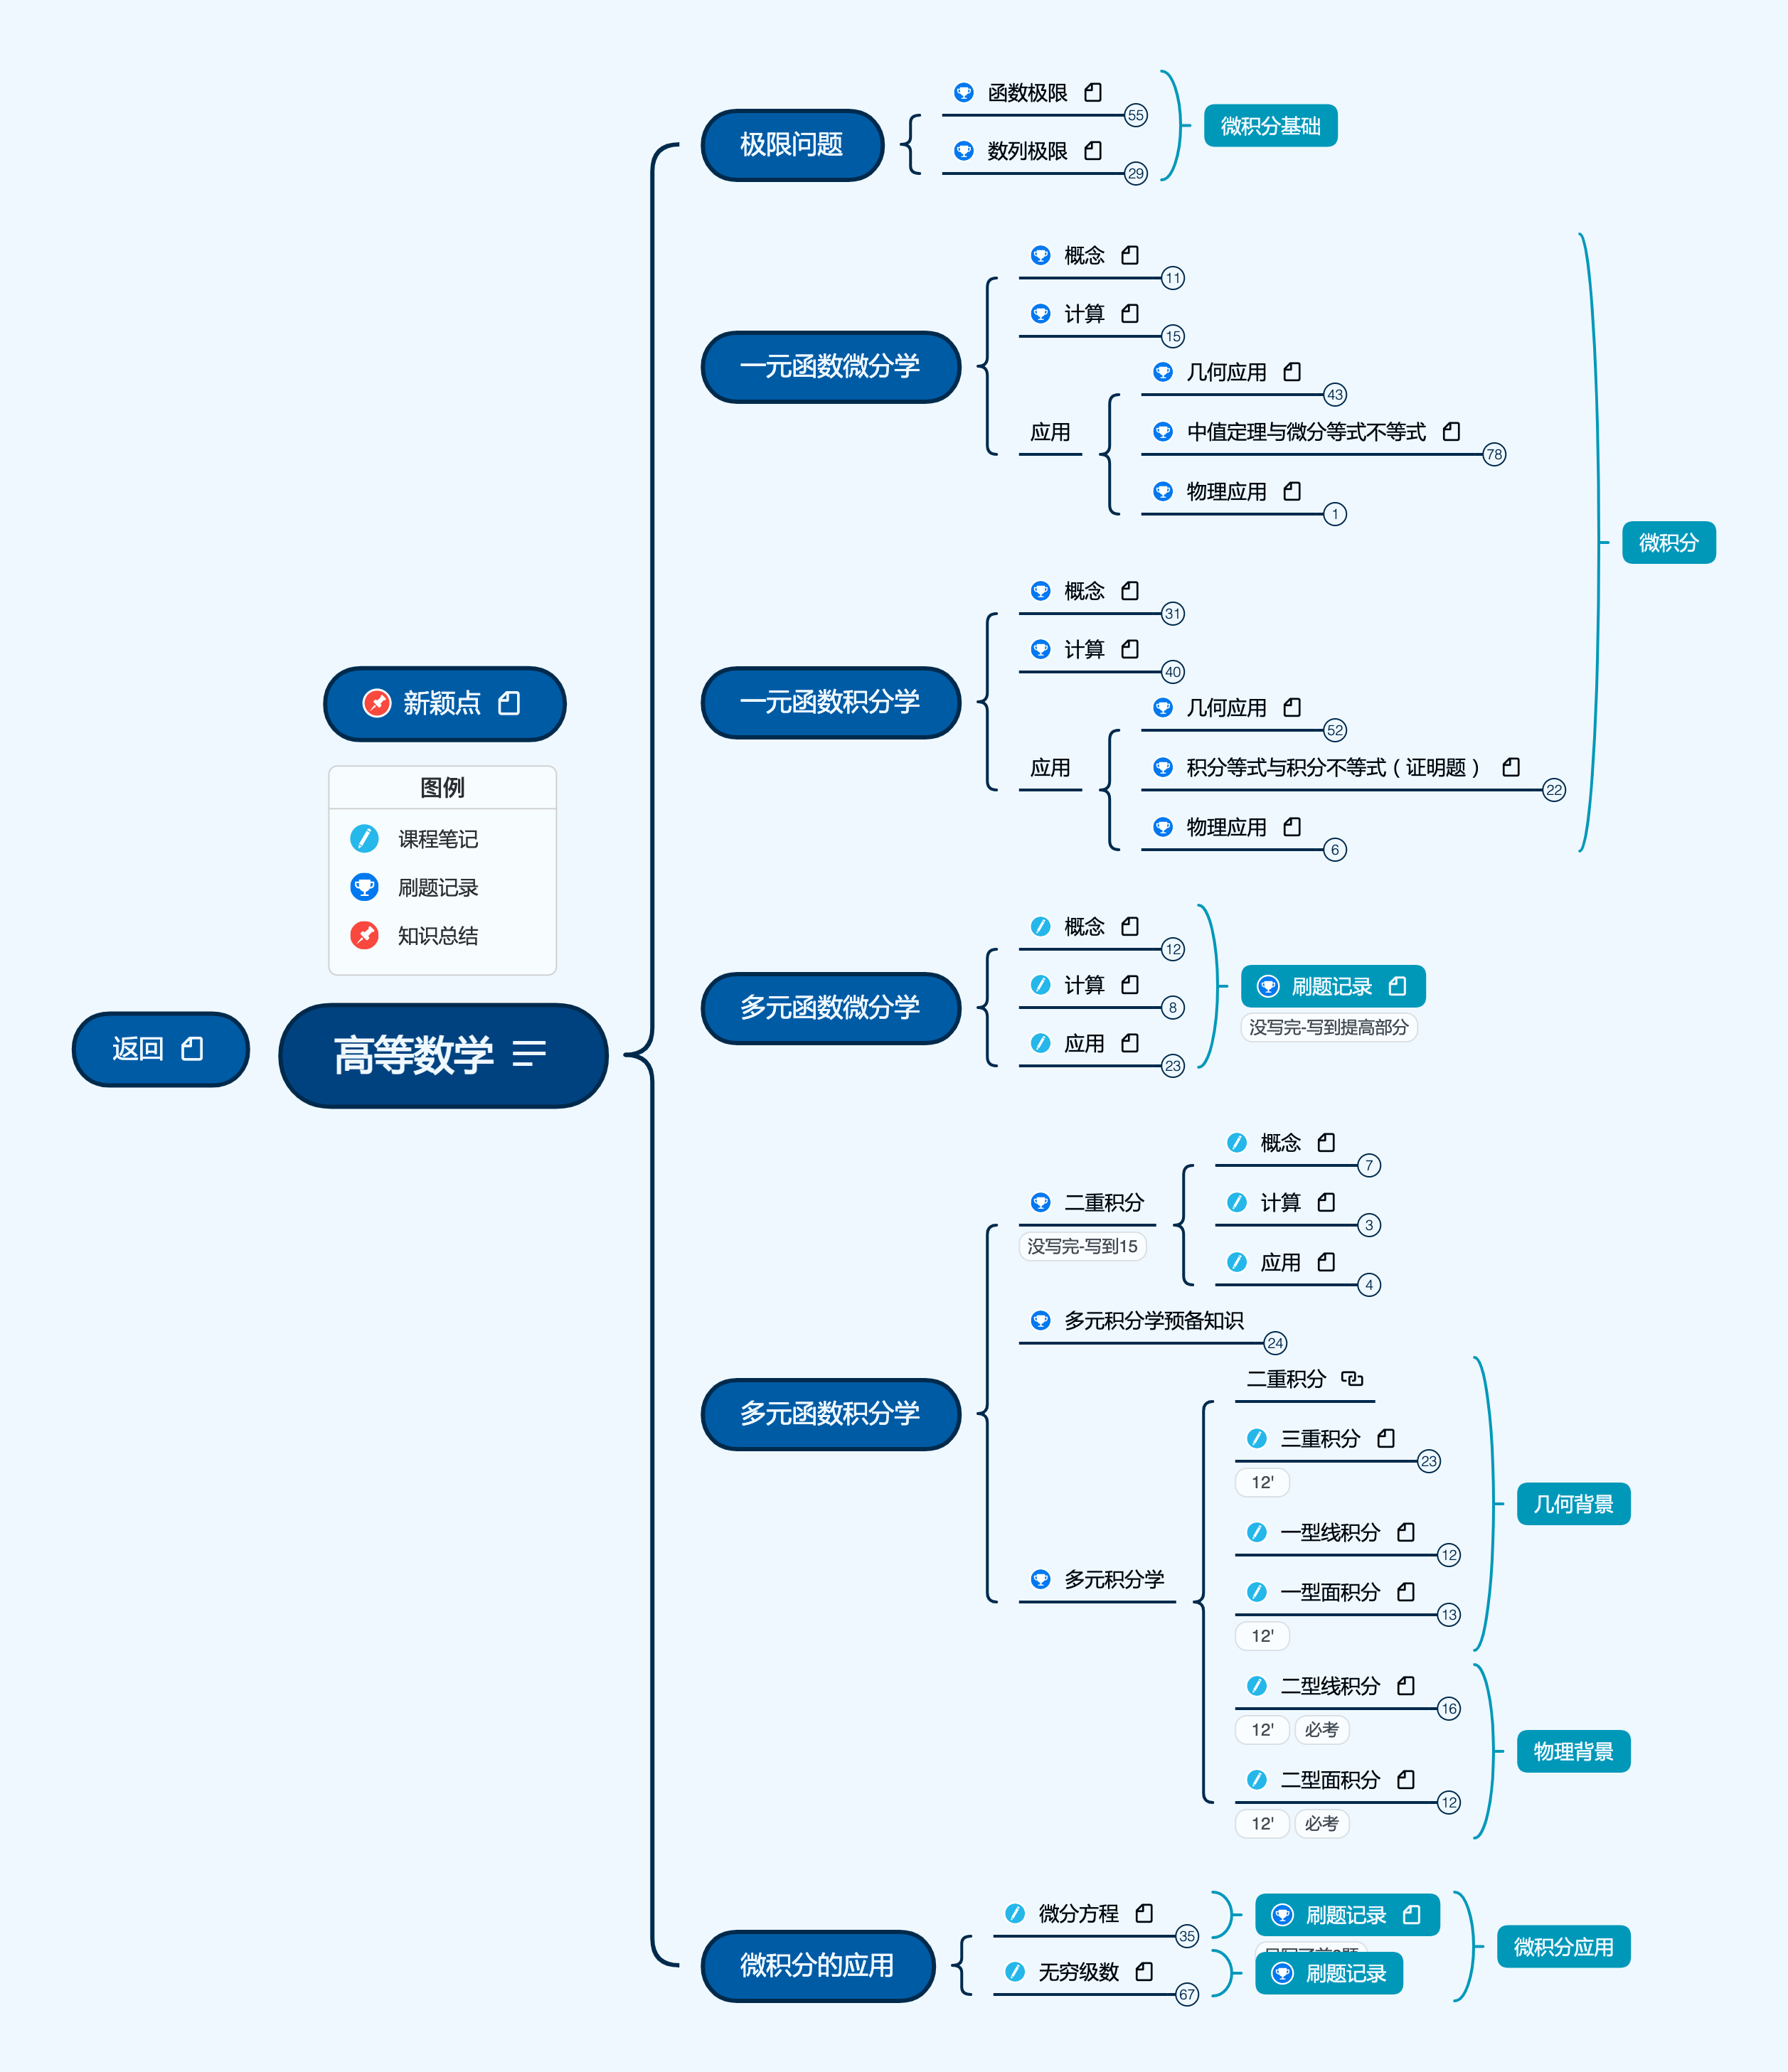 函数极限
55
极限问题
微积分基础
数列极限
29
概念
11
计算
15
一元函数微分学
几何应用
43
应用
中值定理与微分等式不等式
78
物理应用
1
微积分
概念
31
计算
40
一元函数积分学
几何应用
52
应用
积分等式与积分不等式（证明题）
22
物理应用
6
新颖点
图例
课程笔记
刷题记录
知识总结
返回
高等数学
多元函数微分学
概念
12
计算
8
应用
23
刷题记录
没写完-写到提高部分
多元函数积分学
二重积分
没写完-写到15
概念
7
计算
3
应用
4
多元积分学预备知识
24
多元积分学
二重积分
三重积分
23
12'
一型线积分
12
一型面积分
13
12'
几何背景
二型线积分
16
12' 必考
二型面积分
12
12' 必考
物理背景
微积分的应用
微分方程
35
刷题记录
无穷级数
67
刷题记录
微积分应用